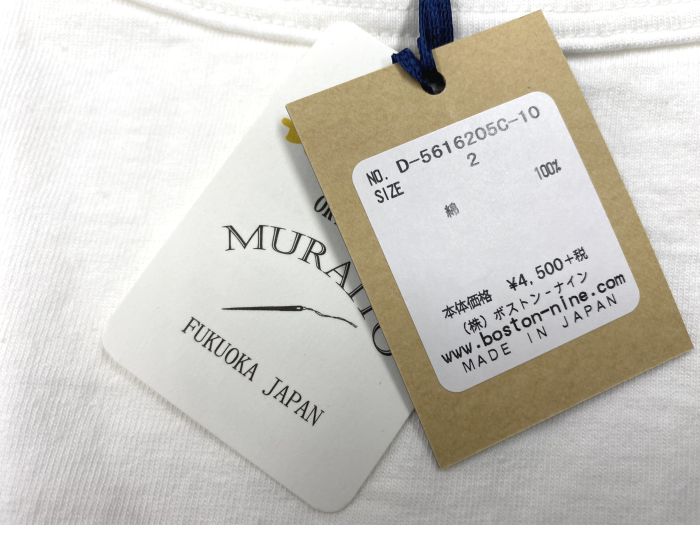 MURAITO
FUKUOKA JAPAN
NO. D-5616205C-10
SIZE 2
綿 100%
本体価格 ¥4,500+税
(株) ボストン-ナイン
www.boston-nine.com
MADE IN JAPAN